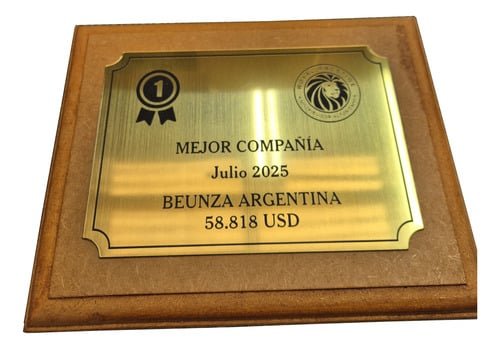 1
MEJOR COMPAÑÍA
Julio 2025
BEUNZA ARGENTINA
58.818 USD